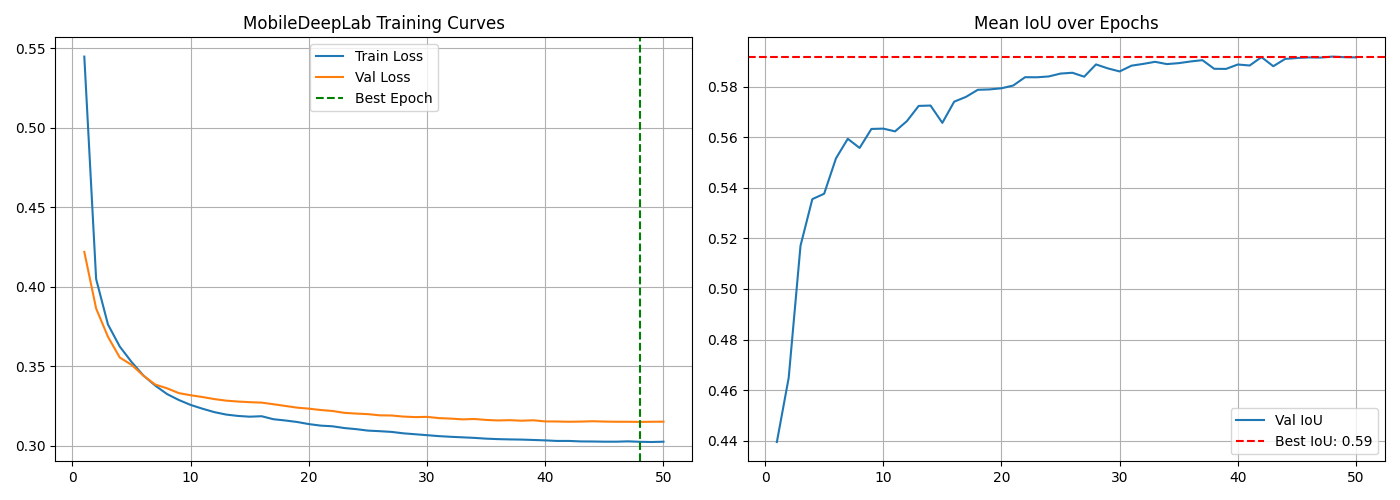 MobileDeepLab Training Curves
0.55
0.50
0.45
0.40
0.35
0.30
0 10 20 30 40 50
Train Loss
Val Loss
Best Epoch
Mean IoU over Epochs
0.58
0.56
0.54
0.52
0.50
0.48
0.46
0.44
0 10 20 30 40 50
Val IoU
Best IoU: 0.59